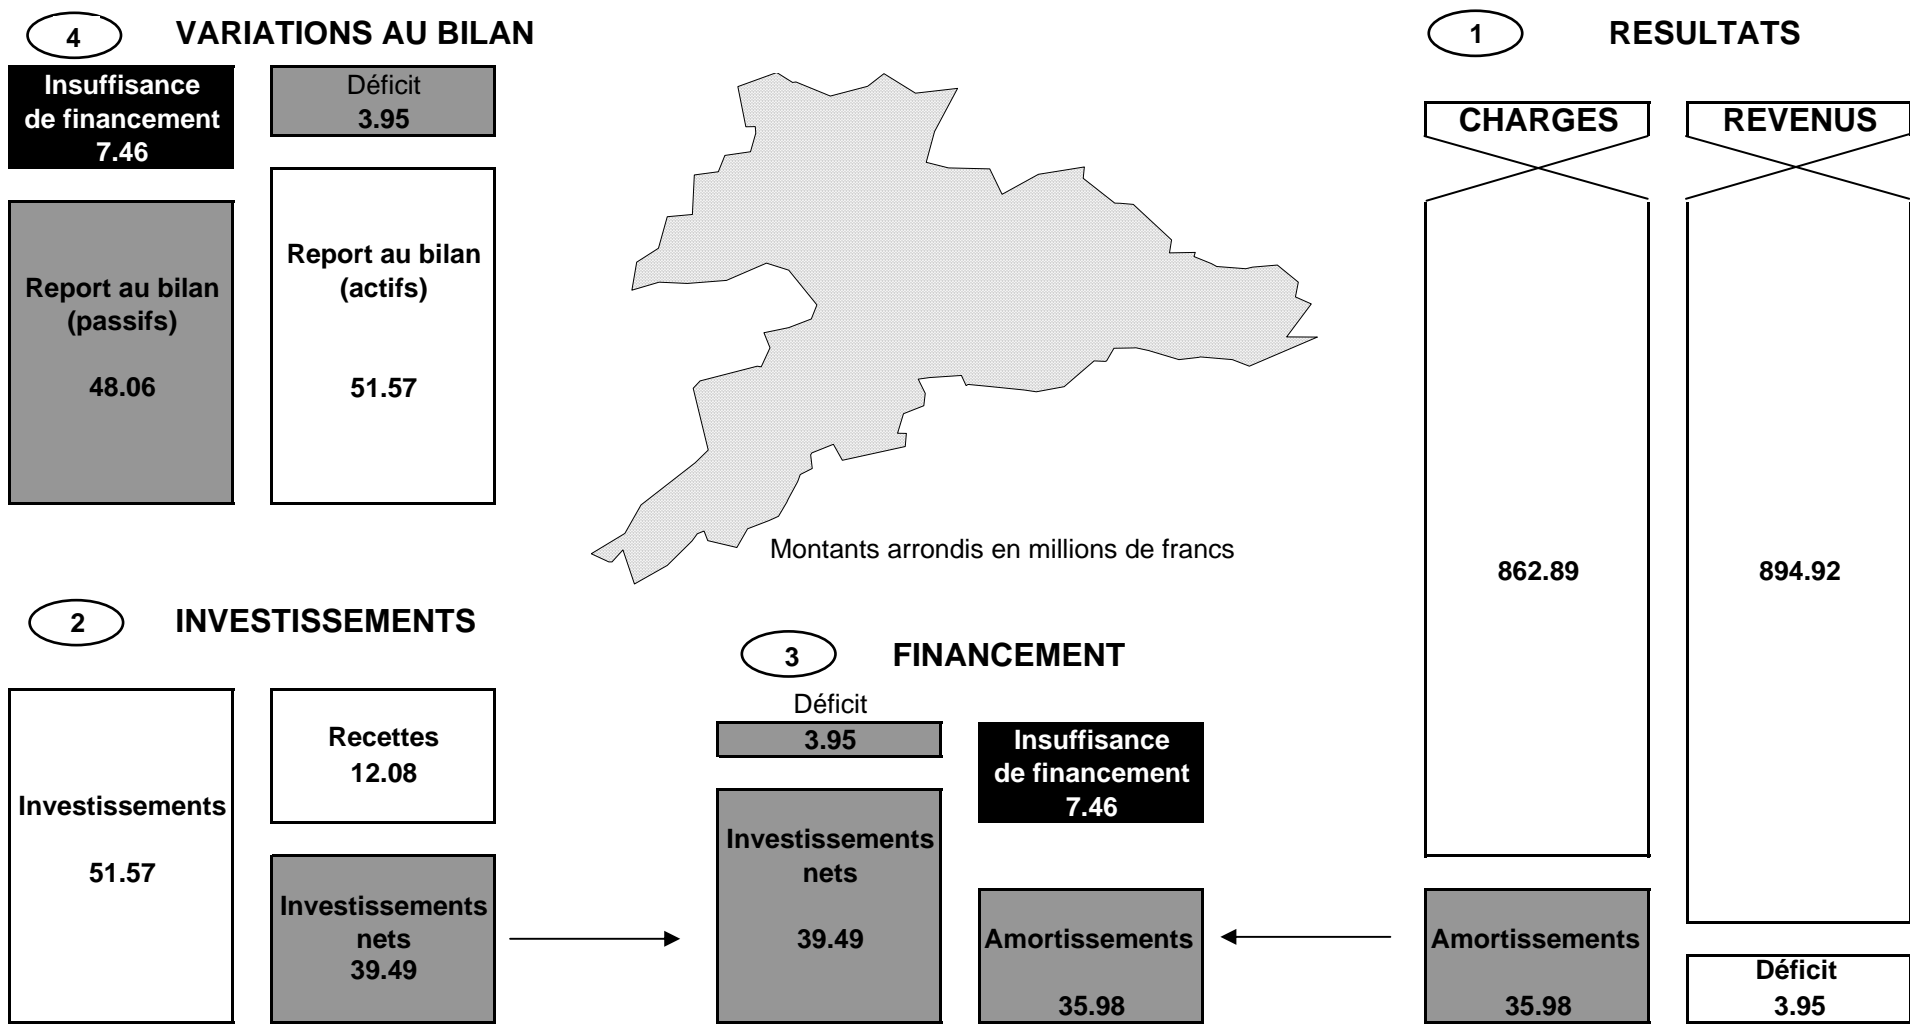 4 VARIATIONS AU BILAN
Insuffisance
de financement
7.46
Déficit
3.95
Report au bilan
(passifs)
48.06
Report au bilan
(actifs)
51.57
Montants arrondis en millions de francs
1 RESULTATS
CHARGES
REVENUS
862.89
894.92
Amortissements
35.98
Déficit
3.95
2 INVESTISSEMENTS
Investissements
51.57
Recettes
12.08
Investissements
nets
39.49
3 FINANCEMENT
Déficit
3.95
Investissements
nets
39.49
Insuffisance
de financement
7.46
Amortissements
35.98